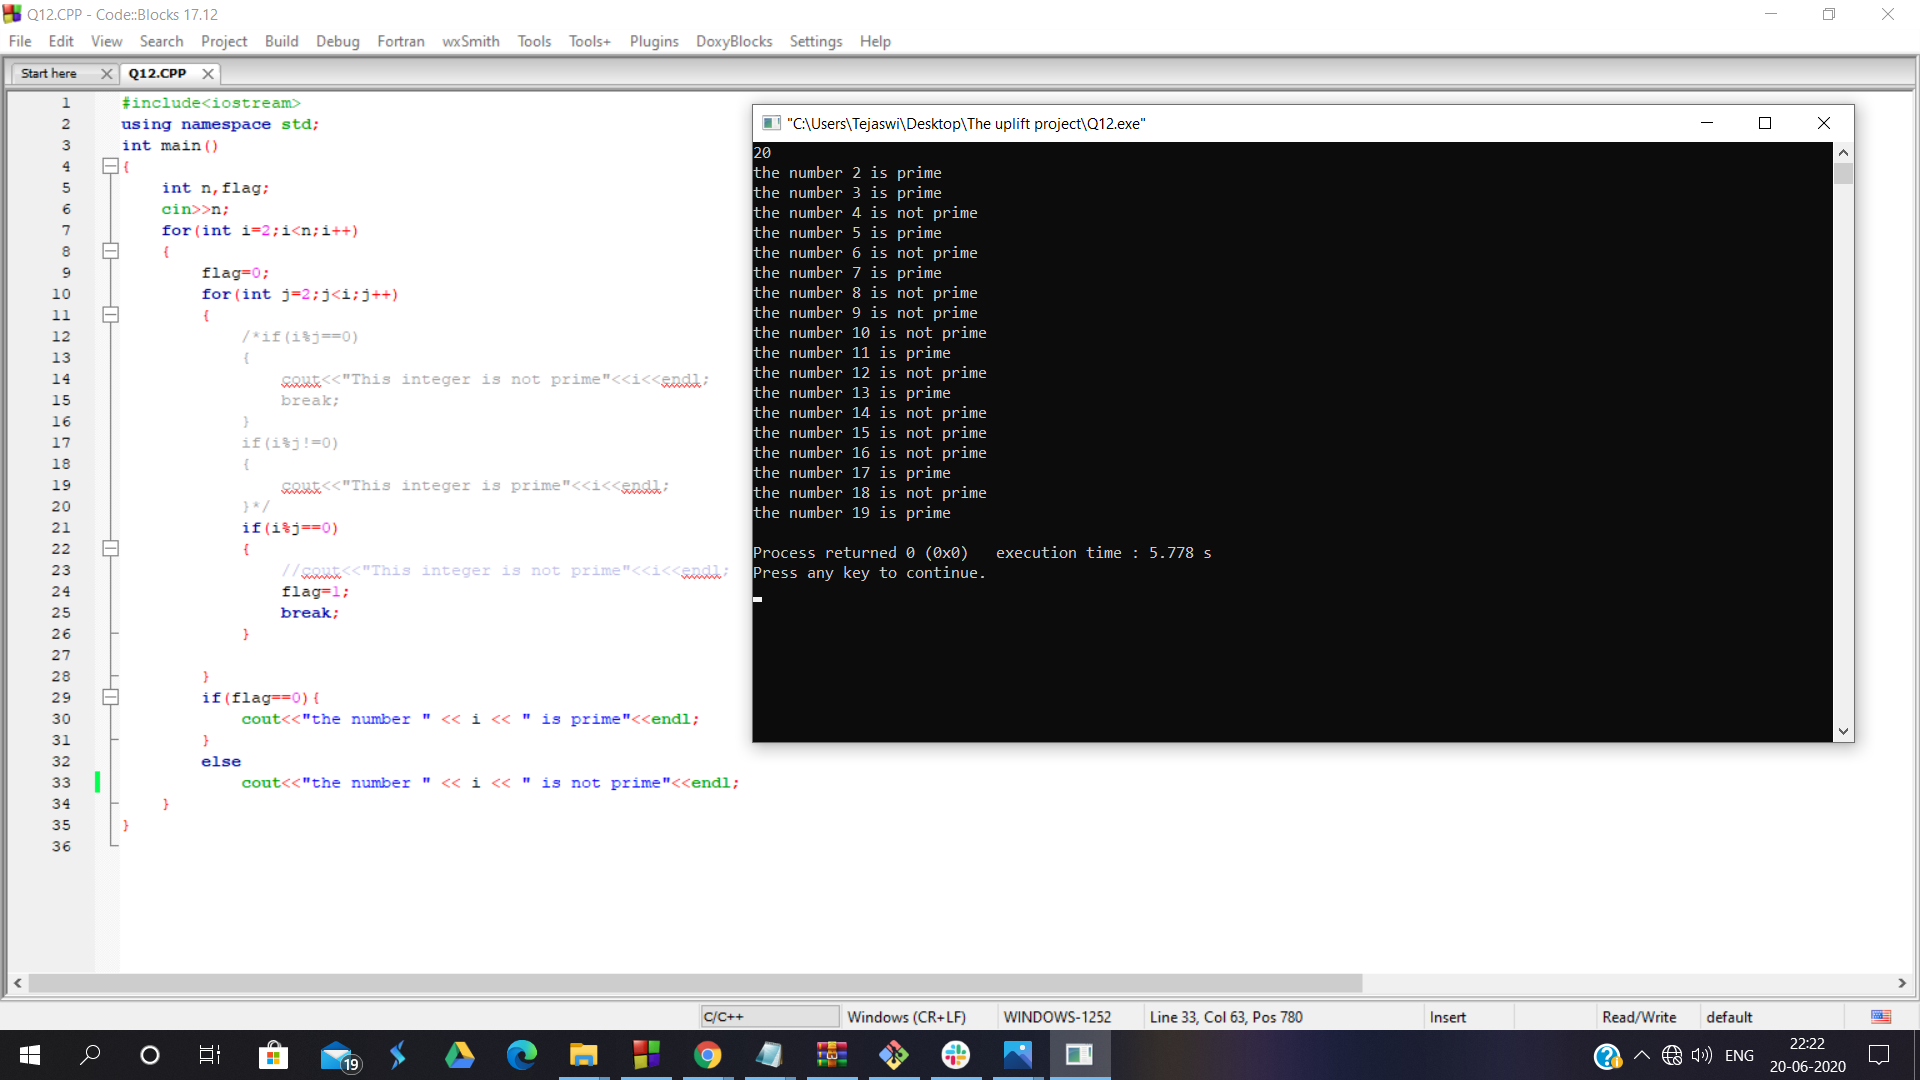 Q12.CPP - Code::Blocks 17.12
File Edit View Search Project Build Debug Fortran wxSmith Tools Tools+ Plugins DoxyBlocks Settings Help
Start here Q12.CPP
1 #include<iostream>
2 using namespace std;
3 int main()
4 {
5 int n,flag;
6 cin>>n;
7 for(int i=2;i<n;i++)
8 {
9 flag=0;
10 for(int j=2;j<i;j++)
11 {
12 /*if(i%j==0)
13 {
14 cout<<"This integer is not prime"<<i<<endl;
15 break;
16 }
17 if(i%j!=0)
18 {
19 cout<<"This integer is prime"<<i<<endl;
20 }*/
21 if(i%j==0)
22 {
23 //cout<<"This integer is not prime"<<i<<endl;
24 flag=1;
25 break;
26 }
27
28 }
29 if(flag==0){
30 cout<<"the number " << i << " is prime"<<endl;
31 }
32 else
33 cout<<"the number " << i << " is not prime"<<endl;
34 }
35 }
36
"C:\Users\Tejaswi\Desktop\The uplift project\Q12.exe"
20
the number 2 is prime
the number 3 is prime
the number 4 is not prime
the number 5 is prime
the number 6 is not prime
the number 7 is prime
the number 8 is not prime
the number 9 is not prime
the number 10 is not prime
the number 11 is prime
the number 12 is not prime
the number 13 is prime
the number 14 is not prime
the number 15 is not prime
the number 16 is not prime
the number 17 is prime
the number 18 is not prime
the number 19 is prime
Process returned 0 (0x0)   execution time : 5.778 s
Press any key to continue.
C/C++ Windows (CR+LF) WINDOWS-1252 Line 33, Col 63, Pos 780 Insert Read/Write default
19 ENG 22:22
20-06-2020